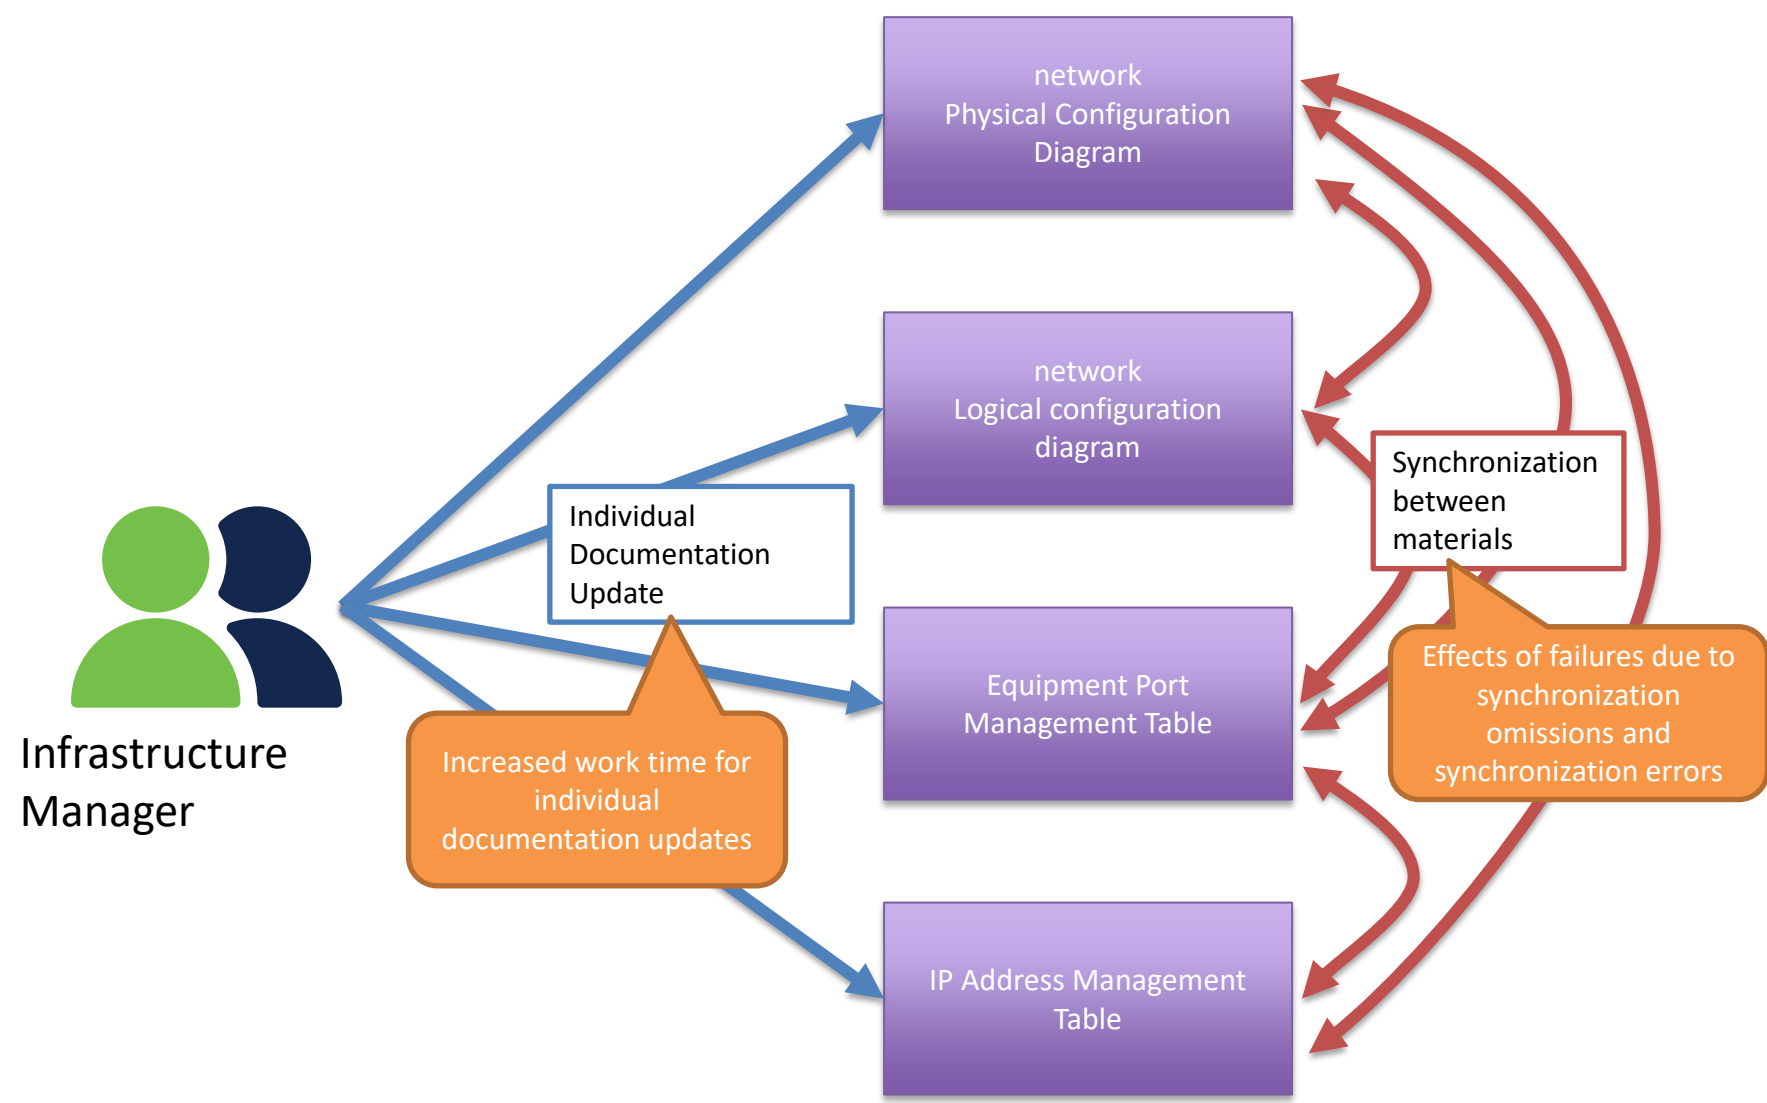 network
Physical Configuration
Diagram
network
Logical configuration
diagram
Individual
Documentation
Update
Synchronization
between
materials
Infrastructure
Manager
Increased work time for
individual
documentation updates
Equipment Port
Management Table
Effects of failures due to
synchronization
omissions and
synchronization errors
IP Address Management
Table